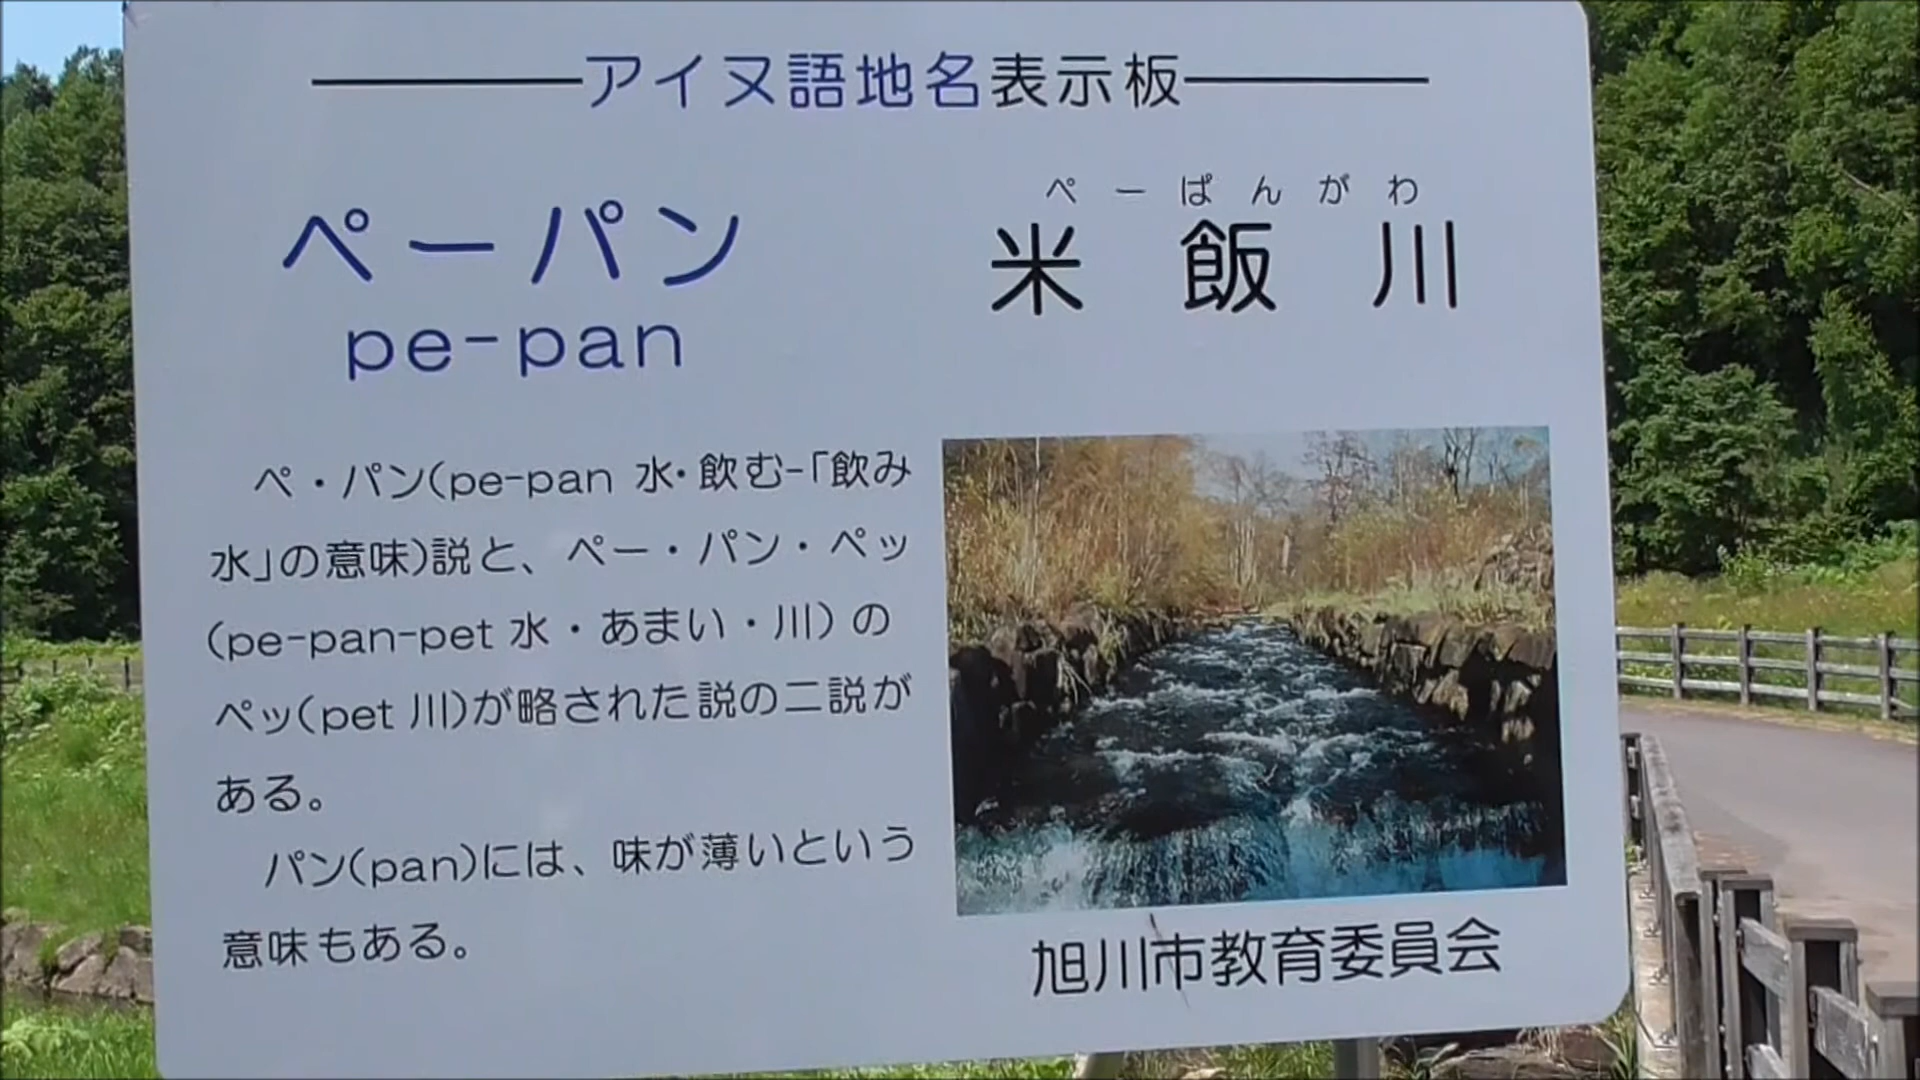 アイヌ語地名表示板
ペーパン
pe-pan
ぺーぱんがわ
米飯川
ペ・パン(pe-pan 水・飲む-「飲み
水」の意味)説と、ペー・パン・ペッ
(pe-pan-pet 水・あまい・川)の
ペッ(pet 川)が略された説の二説が
ある。
パン(pan)には、味が薄いという
意味もある。
旭川市教育委員会